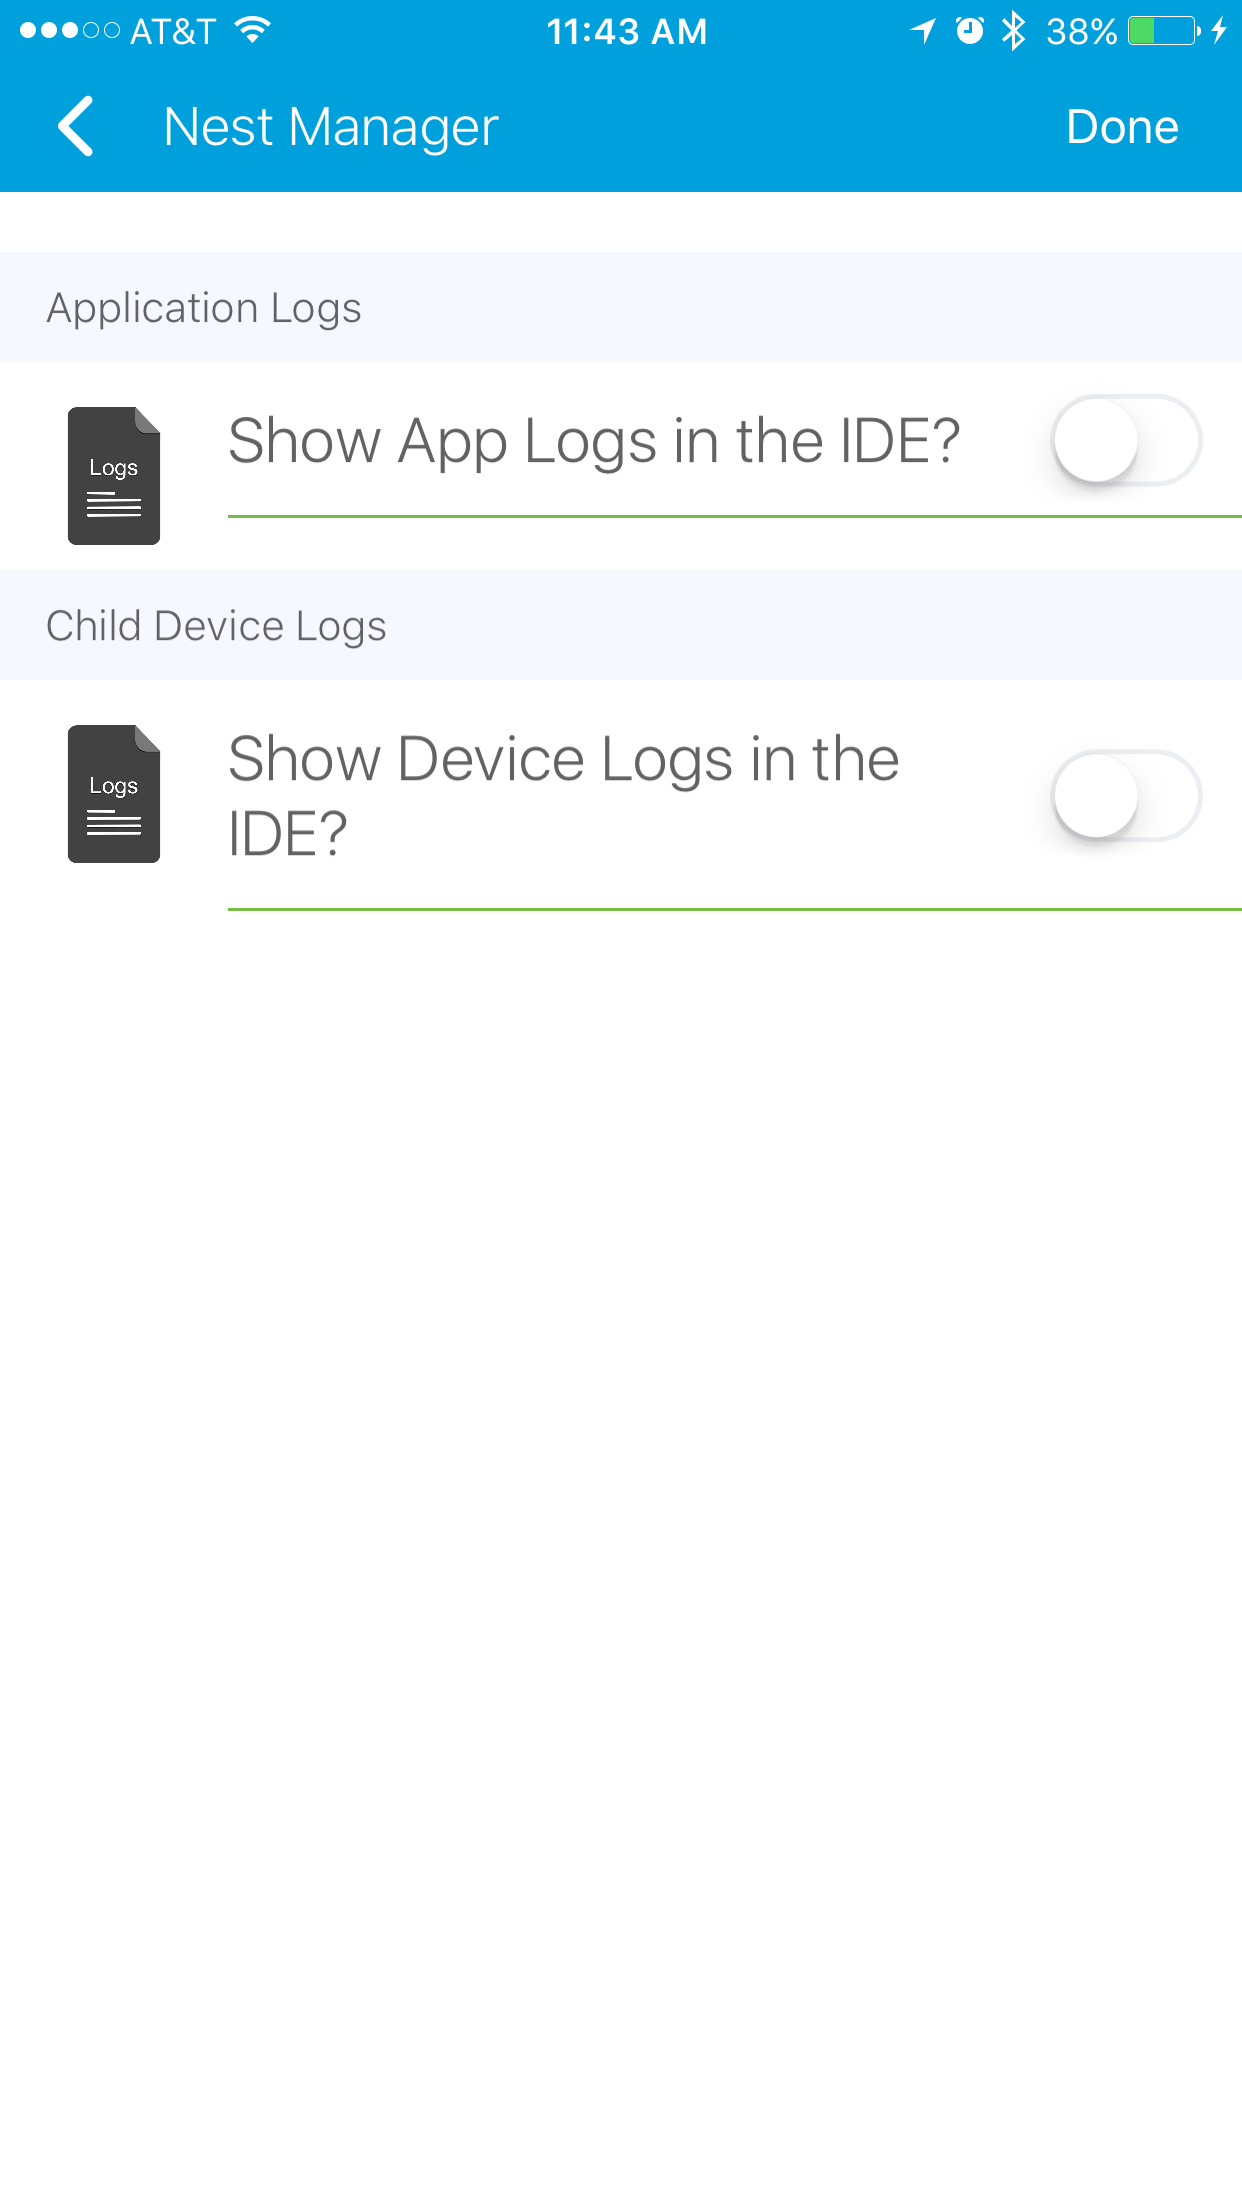 AT&T 11:43 AM 38%
Nest Manager Done
Application Logs
Logs
Show App Logs in the IDE?
Child Device Logs
Logs
Show Device Logs in the
IDE?